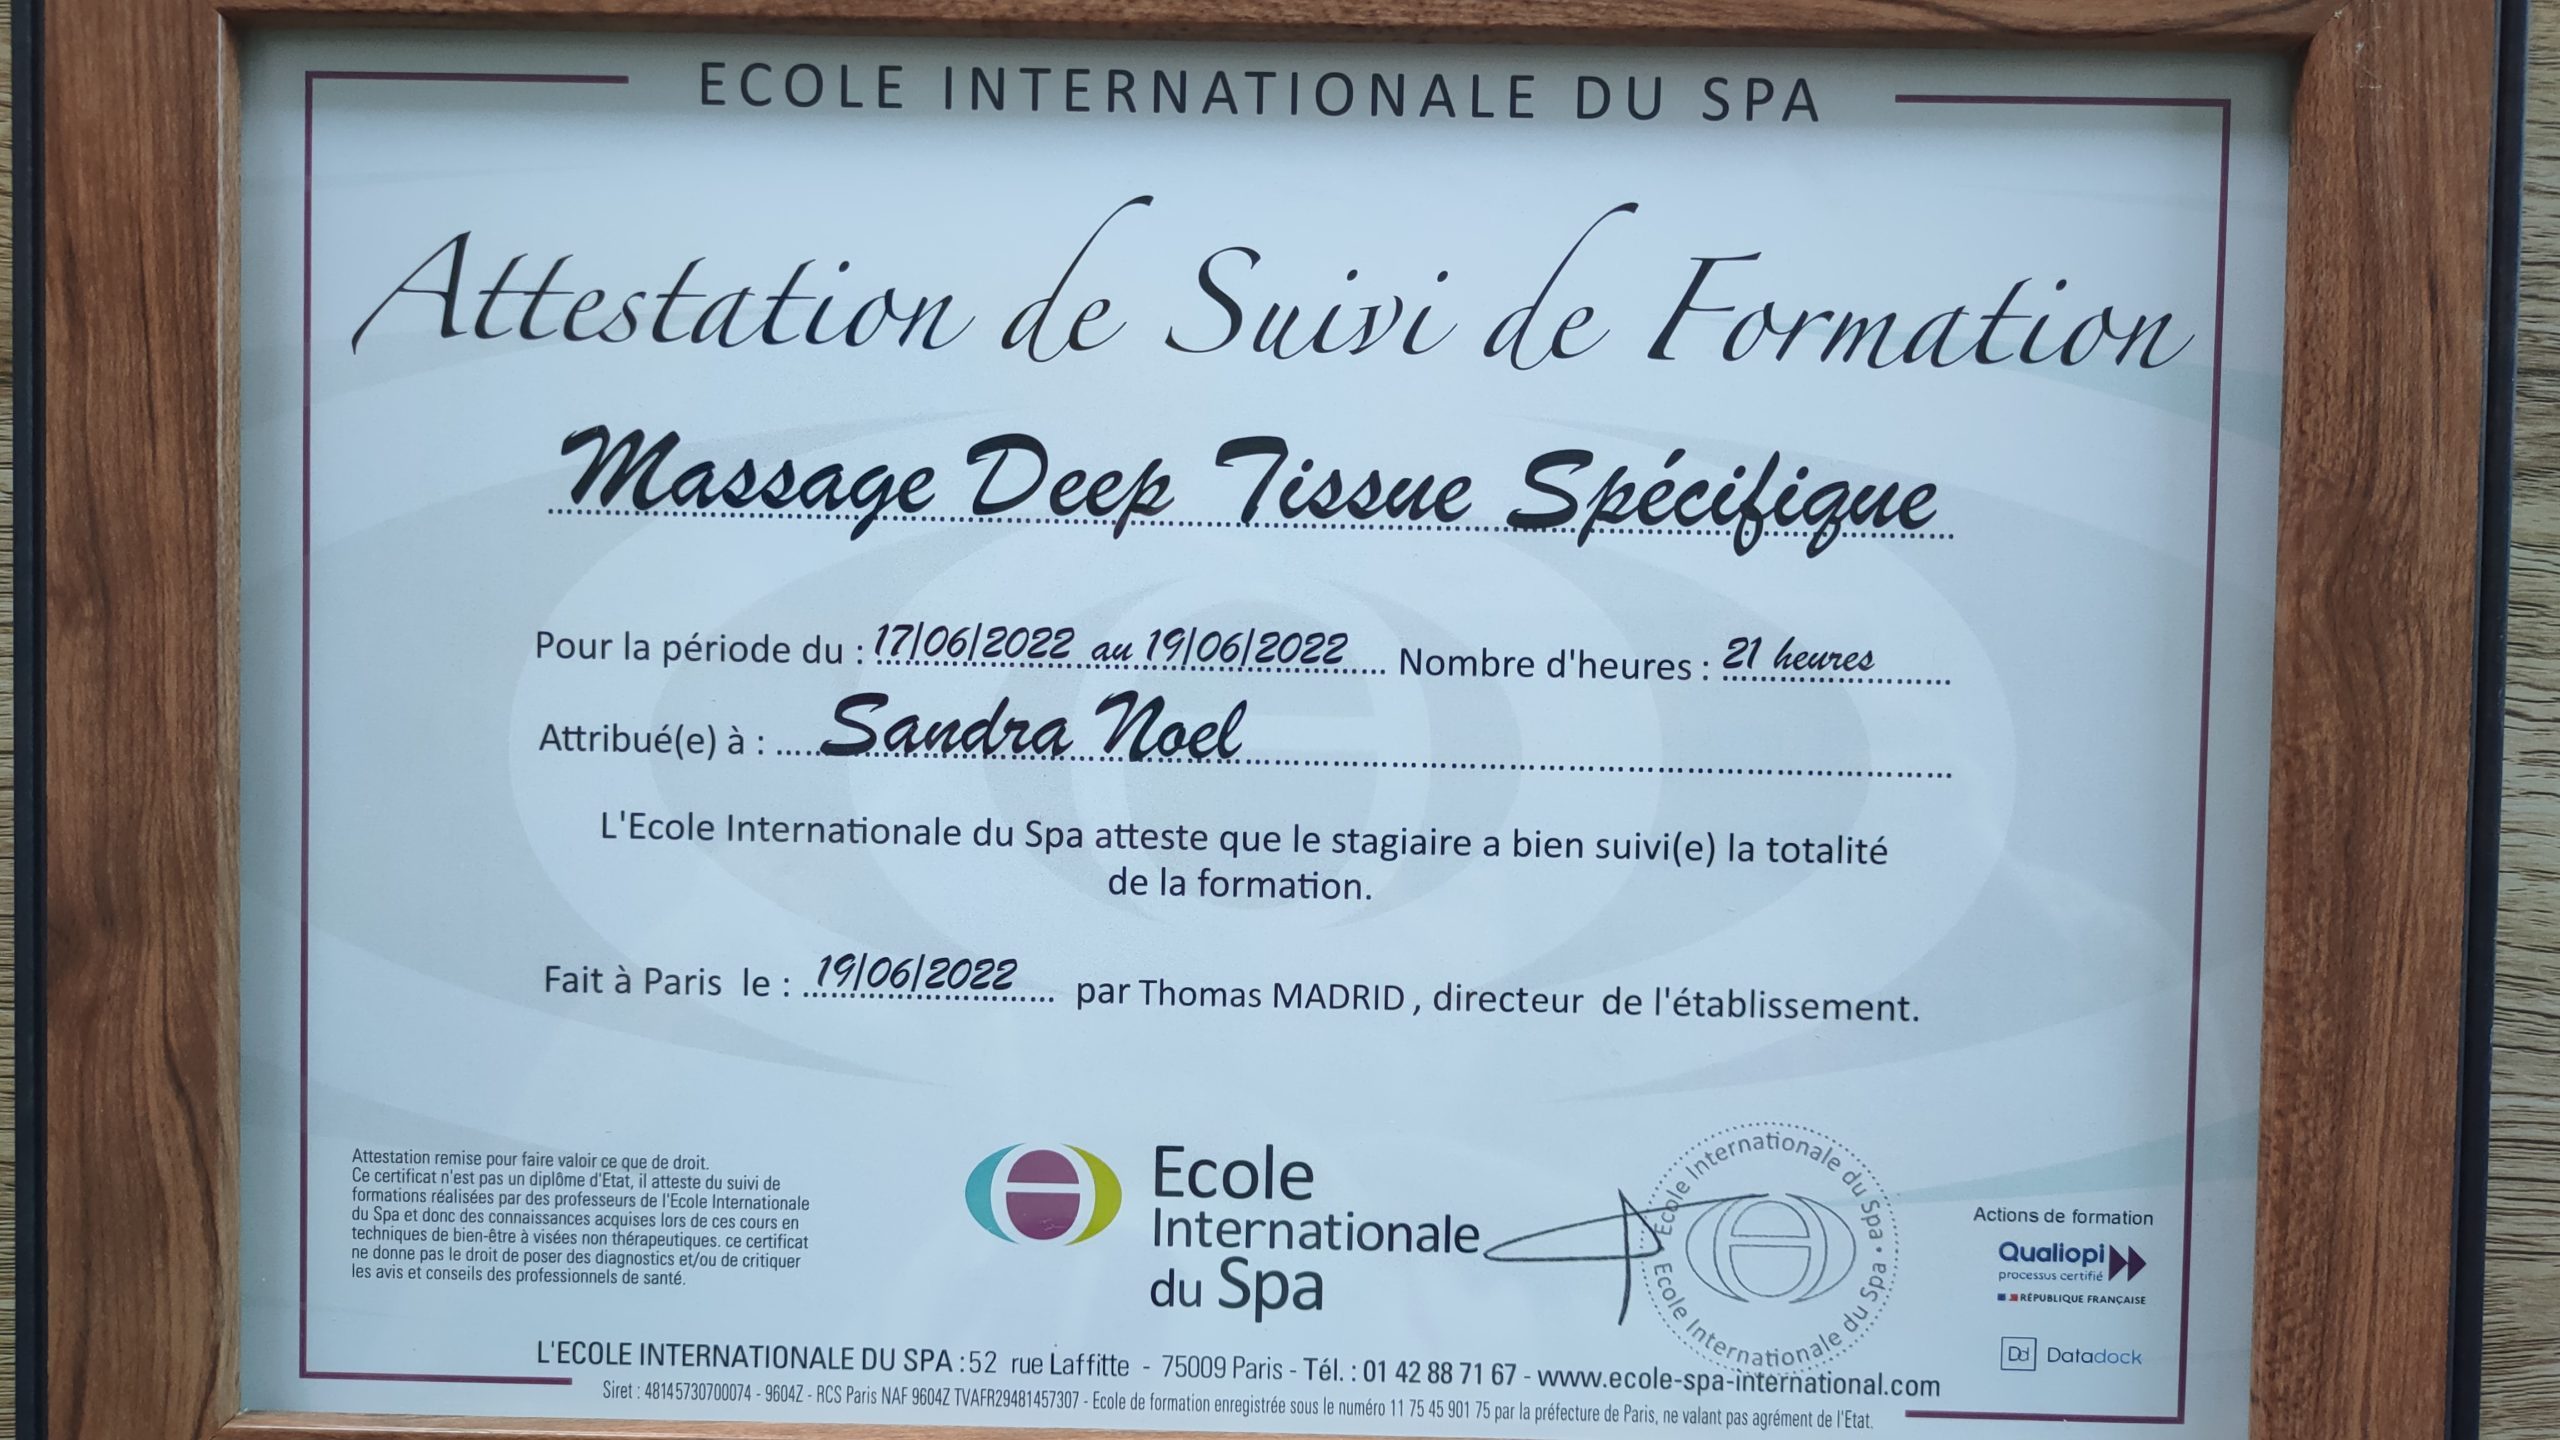 ECOLE INTERNATIONALE DU SPA
Attestation de Suivi de Formation
Massage Deep Tissue Spécifique
Pour la période du : 17/06/2022 au 19/06/2022 Nombre d'heures : 21 heures
Attribué(e) à : Sandra Noel
L'Ecole Internationale du Spa atteste que le stagiaire a bien suivi(e) la totalité
de la formation.
Fait à Paris le : 19/06/2022 par Thomas MADRID, directeur de l'établissement.
Attestation remise pour faire valoir ce que de droit.
Ce certificat n'est pas un diplôme d'Etat, il atteste du suivi de
formations réalisées par des professeurs de l'Ecole Internationale
du Spa et donc des connaissances acquises lors de ces cours en
techniques de bien-être à visées non thérapeutiques. ce certificat
ne donne pas le droit de poser des diagnostics et/ou de critiquer
les avis et conseils des professionnels de santé.
Ecole
Internationale
du Spa
Ecole Internationale du Spa • Ecole Internationale du Spa •
Actions de formation
Qualiopi
processus certifié
RÉPUBLIQUE FRANÇAISE
Dd Datadock
L'ECOLE INTERNATIONALE DU SPA : 52 rue Laffitte - 75009 Paris - Tél. : 01 42 88 71 67 - www.ecole-spa-international.com
Siret : 48145730700074 - 9604Z - RCS Paris NAF 9604Z TVAFR29481457307 - Ecole de formation enregistrée sous le numéro 11 75 45 901 75 par la préfecture de Paris, ne valant pas agrément de l'Etat.